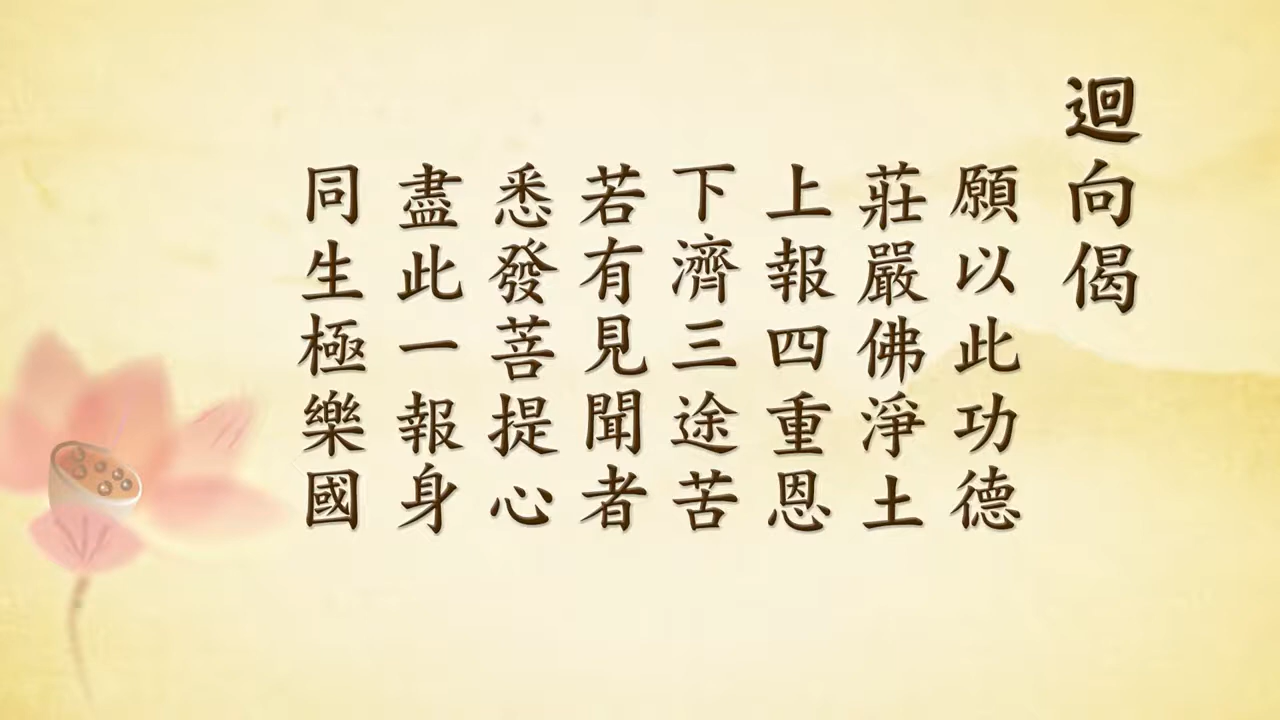 迴向偈
願以此功德
莊嚴佛淨土
上報四重恩
下濟三途苦
若有見聞者
悉發菩提心
盡此一報身
同生極樂國